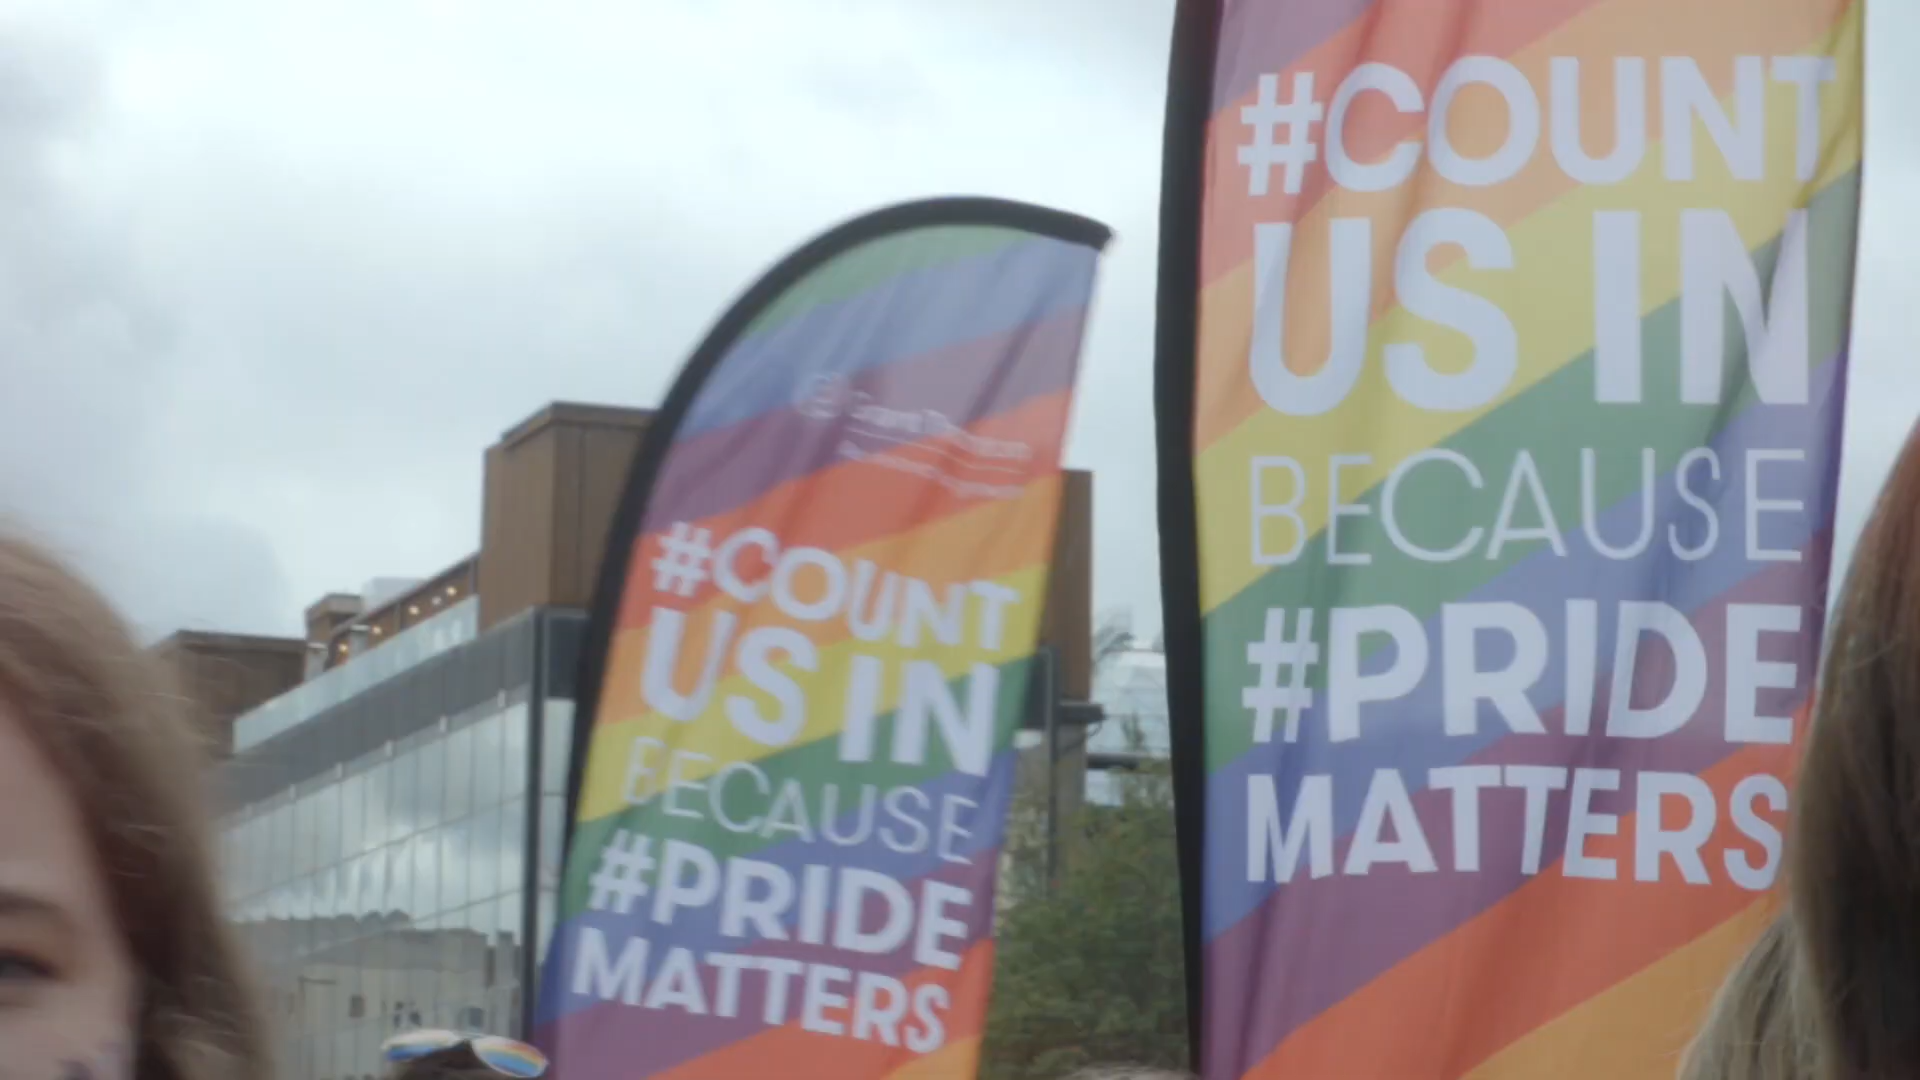 #COUNT
US IN
BECAUSE
#PRIDE
MATTERS
#COUNT
US IN
BECAUSE
#PRIDE
MATTERS